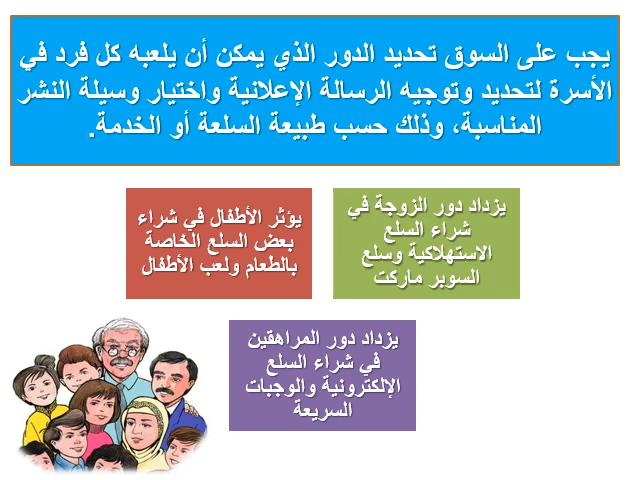 يجب على السوق تحديد الدور الذي يمكن أن يلعبه كل فرد في
الأسرة لتحديد وتوجيه الرسالة الإعلانية واختيار وسيلة النشر
المناسبة، وذلك حسب طبيعة السلعة أو الخدمة.
يزداد دور الزوجة في
شراء السلع
الاستهلاكية وسلع
السوبر ماركت
يؤثر الأطفال في شراء
بعض السلع الخاصة
بالطعام ولعب الأطفال
يزداد دور المراهقين
في شراء السلع
الإلكترونية والوجبات
السريعة